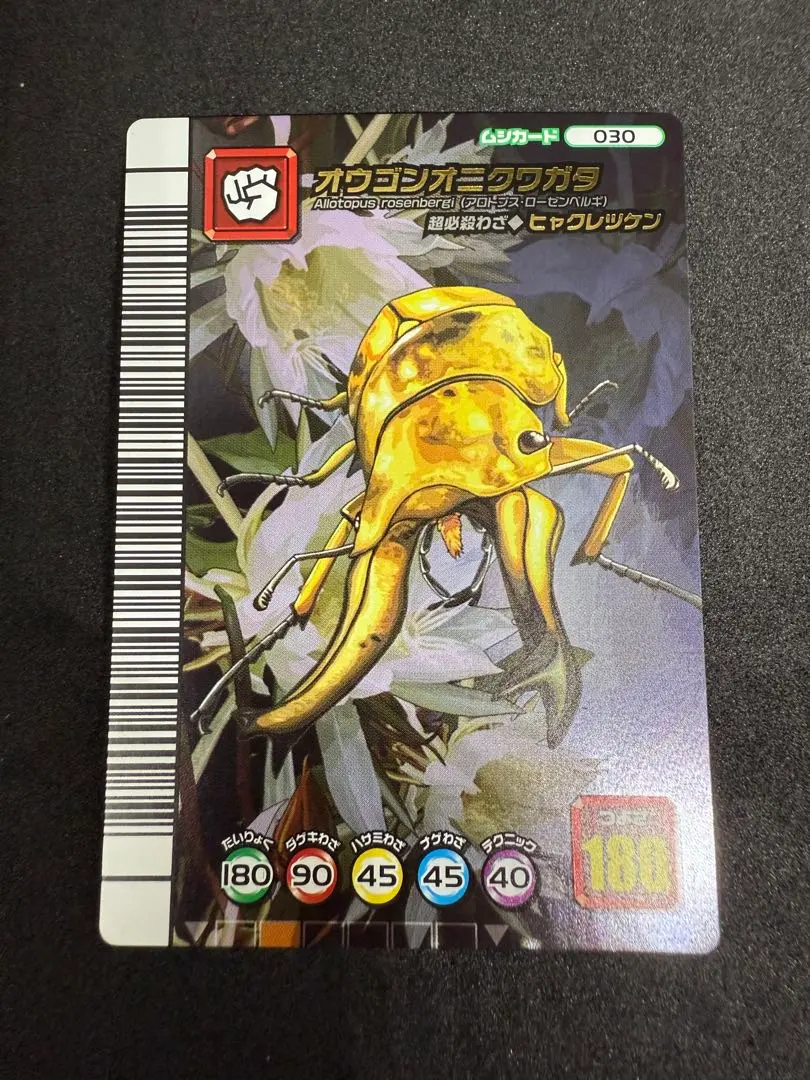 ムシカード 030
オウゴンオニクワガタ
Allotopus rosenbergi (アロトプス・ローゼンベルギ)
超必殺わざ◆ヒャクレツケン
たいりょく ダゲキわざ ハサミわざ ナゲわざ テクニック
180 90 45 45 40
つよさ
180